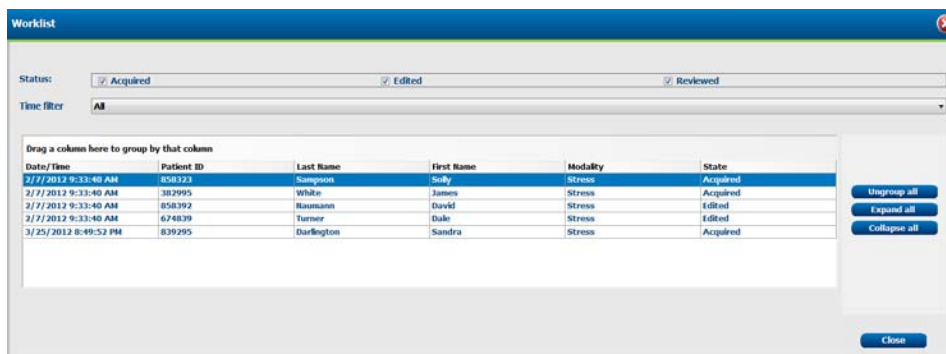 Worklist
Status: Acquired Edited Reviewed
Time filter All
Drag a column here to group by that column
Date/Time Patient ID Last Name First Name Modality State
2/7/2012 9:33:40 AM 858323 Sampson Solly Stress Acquired
2/7/2012 9:33:40 AM 382995 White James Stress Acquired
2/7/2012 9:33:40 AM 858392 Naumann David Stress Edited
2/7/2012 9:33:40 AM 674839 Turner Dale Stress Edited
3/25/2012 8:49:52 PM 839295 Darlington Sandra Stress Acquired
Ungroup all
Expand all
Collapse all
Close